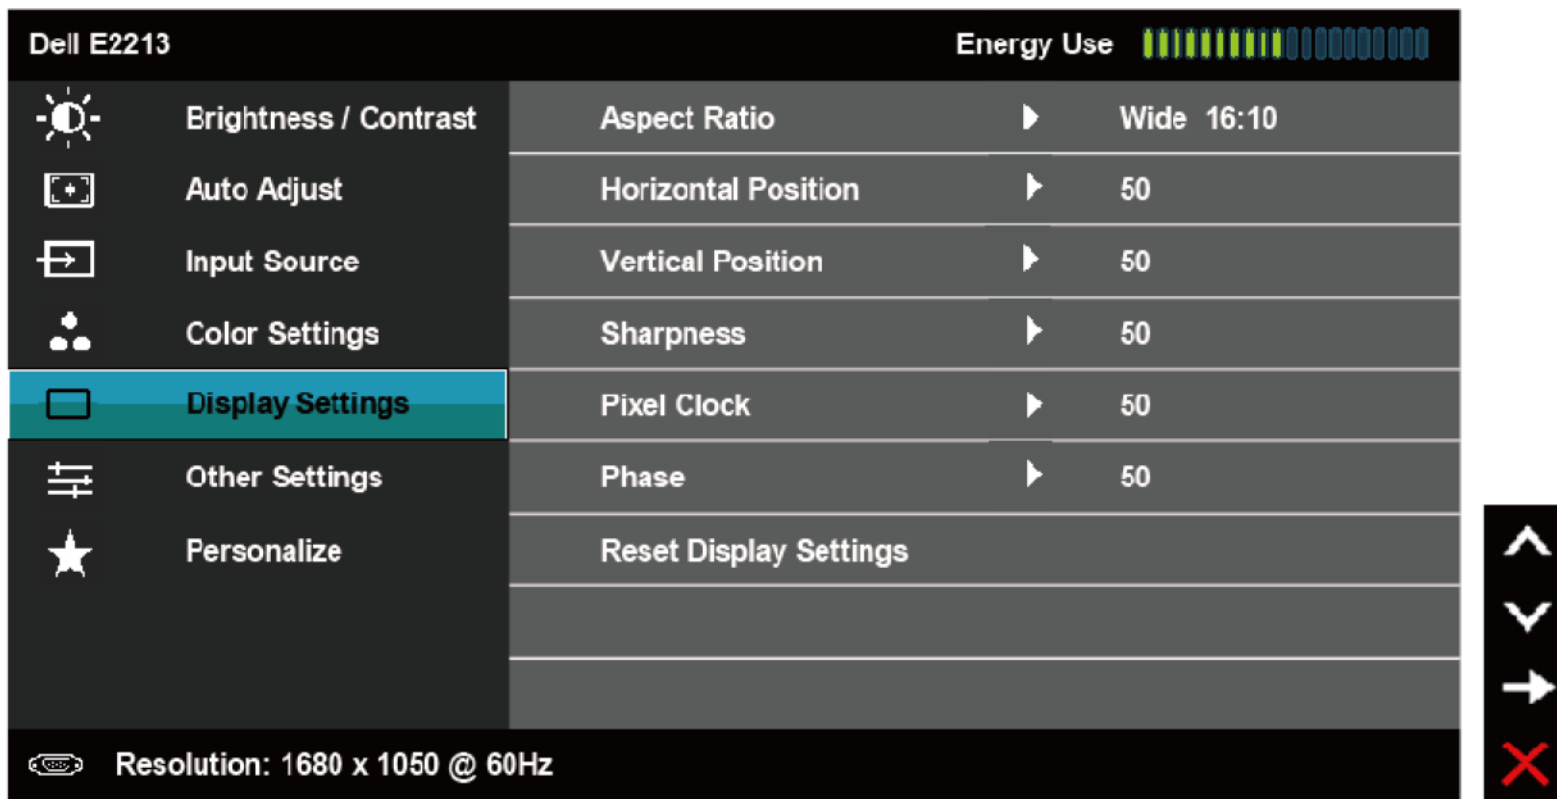 Dell E2213 Energy Use
Brightness / Contrast Aspect Ratio Wide 16:10
Auto Adjust Horizontal Position 50
Input Source Vertical Position 50
Color Settings Sharpness 50
Display Settings Pixel Clock 50
Other Settings Phase 50
Personalize Reset Display Settings
Resolution: 1680 x 1050 @ 60Hz